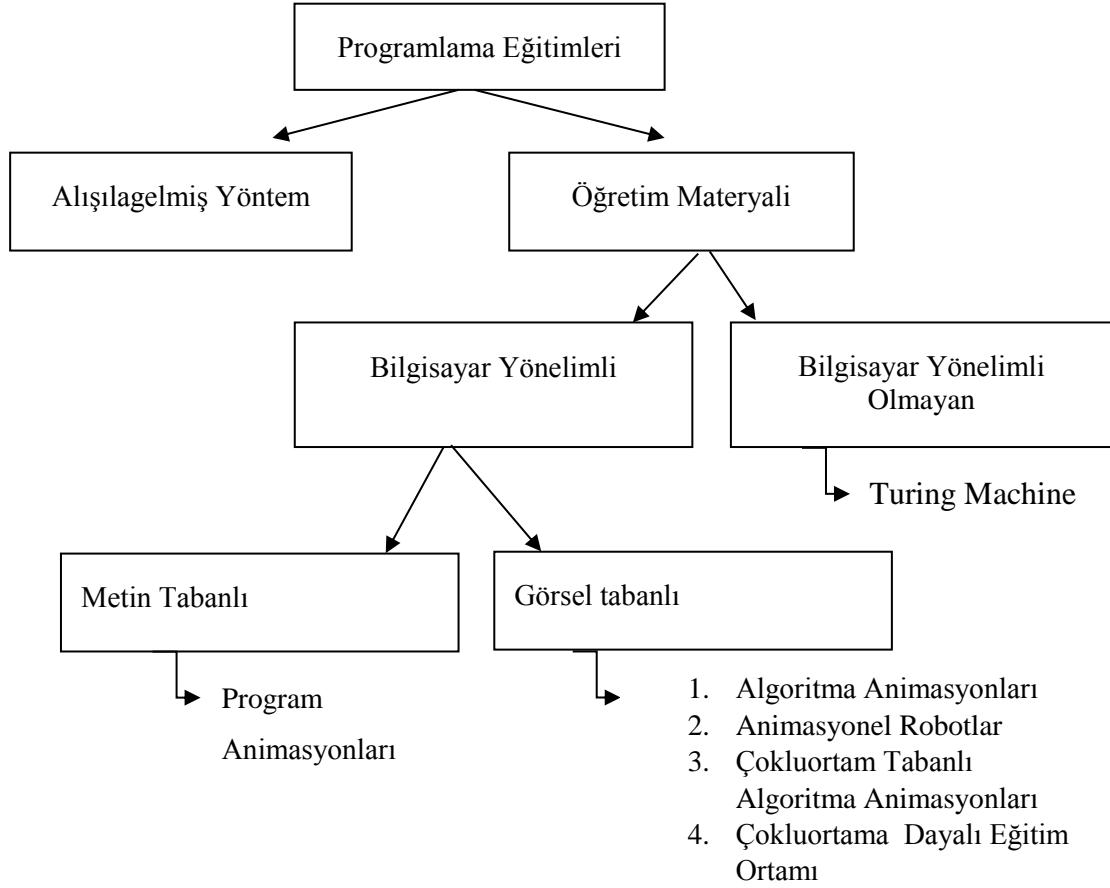 Programlama Eğitimleri
Alışılagelmiş Yöntem
Öğretim Materyali
Bilgisayar Yönelimli
Bilgisayar Yönelimli
Olmayan
Turing Machine
Metin Tabanlı
Görsel tabanlı
Program
Animasyonları
1. Algoritma Animasyonları
2. Animasyonel Robotlar
3. Çokluortam Tabanlı
Algoritma Animasyonları
4. Çokluortama Dayalı Eğitim
Ortamı